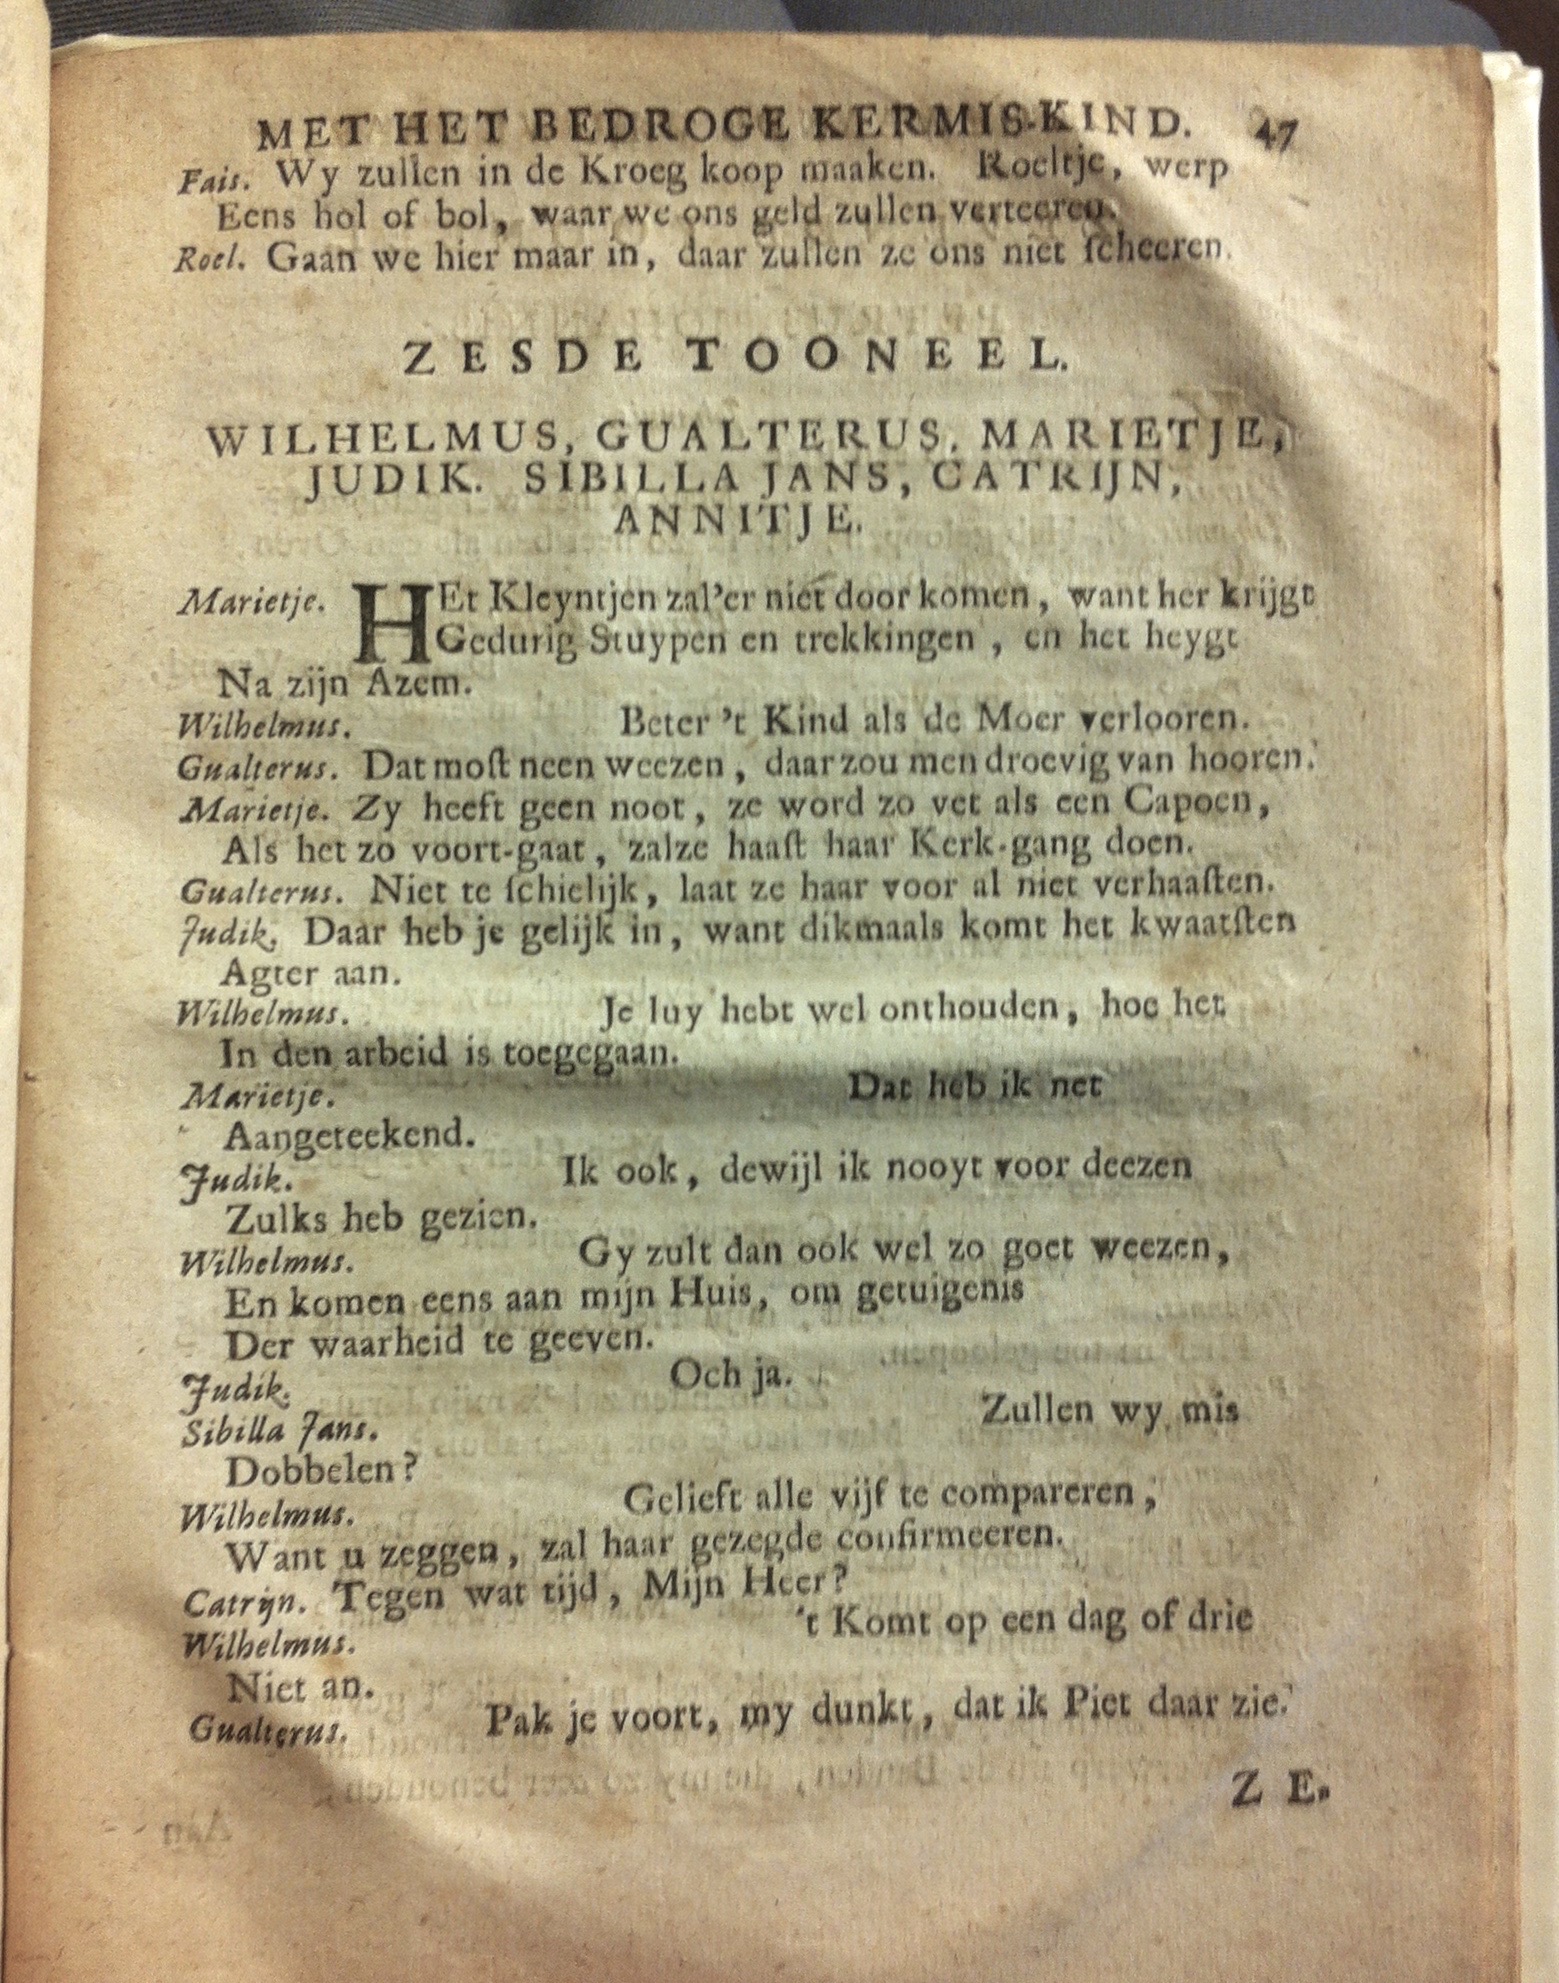 MET HET BEDROGE KERMIS-KIND. 47
Fais. Wy zullen in de Kroeg koop maaken. Roeltje, werp
Eens hol of bol, waar we ons geld zullen verteeren.
Roel. Gaan we hier maar in, daar zullen ze ons niet ſcheeren.
ZESDE TOONEEL.
WILHELMUS, GUALTERUS, MARIETJE,
JUDIK. SIBILLA JANS, CATRIJN,
ANNITJE.
Marietje. HEt Kleyntjen zal'er niet door komen, want her krijgt
Gedurig Stuypen en trekkingen, en het heygt
Na zijn Azem.
Wilhelmus. Beter 't Kind als de Moer verlooren.
Gualterus. Dat moſt neen weezen, daar zou men droevig van hooren.
Marietje. Zy heeft geen noot, ze word zo vet als een Capoen,
Als het zo voort-gaat, zalze haaſt haar Kerk-gang doen.
Gualterus. Niet te ſchielijk, laat ze haar voor al niet verhaaſten.
Judik. Daar heb je gelijk in, want dikmaals komt het kwaatſten
Agter aan.
Wilhelmus. Je luy hebt wel onthouden, hoe het
In den arbeid is toegegaan.
Marietje. Dat heb ik net
Aangeteekend.
Judik. Ik ook, dewijl ik nooyt voor deezen
Zulks heb gezien.
Wilhelmus. Gy zult dan ook wel zo goet weezen,
En komen eens aan mijn Huis, om getuigenis
Der waarheid te geeven.
Judik. Och ja.
Sibilla Jans. Zullen wy mis
Dobbelen?
Wilhelmus. Gelieft alle vijf te compareren,
Want u zeggen, zal haar gezegde confirmeeren.
Catrijn. Tegen wat tijd, Mijn Heer?
Wilhelmus. 't Komt op een dag of drie
Niet an.
Gualterus. Pak je voort, my dunkt, dat ik Piet daar zie.
Z E.